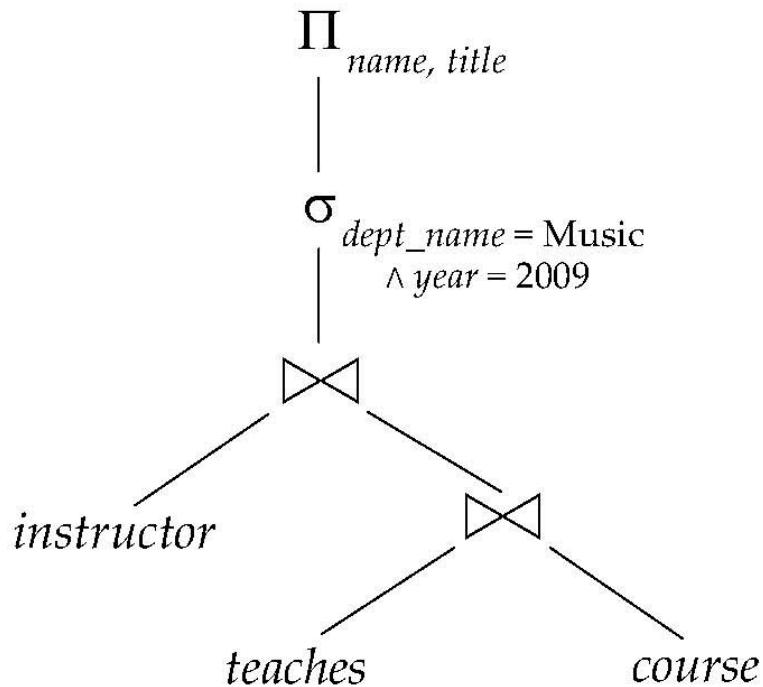 Π name, title
σ dept_name = Music
∧ year = 2009
⋈
instructor
⋈
teaches
course